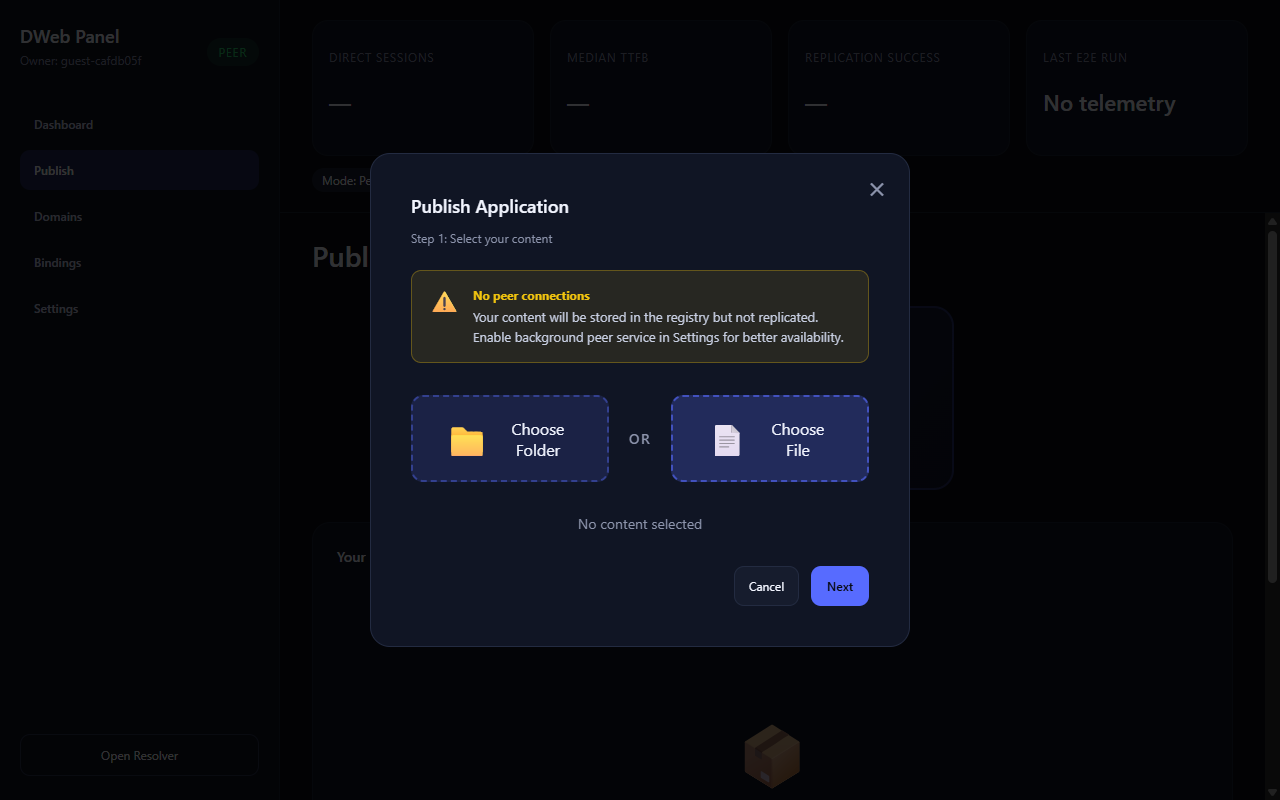 DWeb Panel
Owner: guest-cafdb05f
PEER
Dashboard
Publish
Domains
Bindings
Settings
Open Resolver
DIRECT SESSIONS
—
MEDIAN TTFB
—
REPLICATION SUCCESS
—
LAST E2E RUN
No telemetry
Mode: Pe
Publ
Your
Publish Application
Step 1: Select your content
No peer connections
Your content will be stored in the registry but not replicated.
Enable background peer service in Settings for better availability.
Choose
Folder
OR
Choose
File
No content selected
Cancel
Next